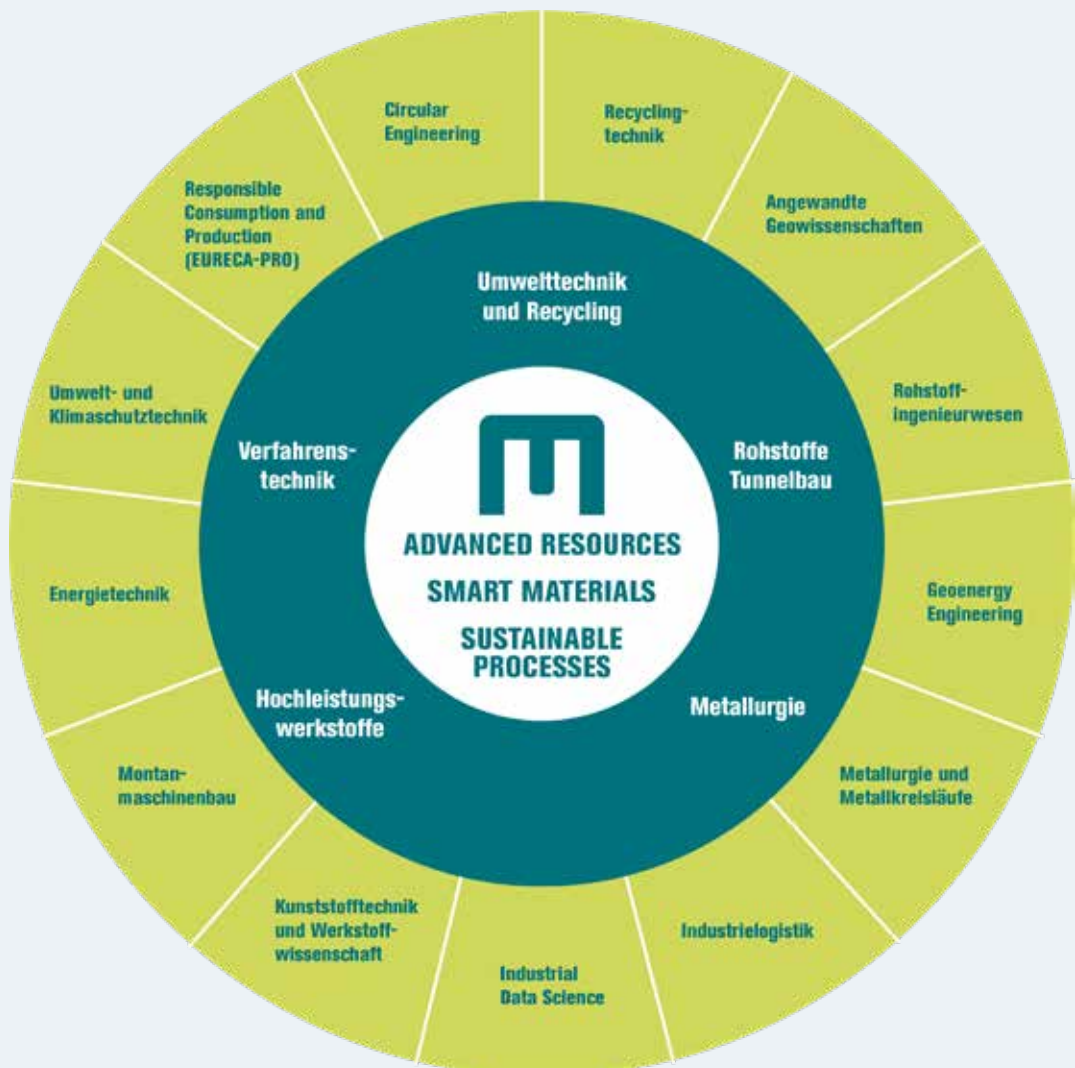 Circular
Engineering
Recycling-
technik
Angewandte
Geowissenschaften
Rohstoff-
ingenieurwesen
Geoenergy
Engineering
Metallurgie und
Metallkreisläufe
Industrielogistik
Industrial
Data Science
Kunststofftechnik
und Werkstoff-
wissenschaft
Montan-
maschinenbau
Energietechnik
Umwelt- und
Klimaschutztechnik
Responsible
Consumption and
Production
(EURECA-PRO)
Umwelttechnik
und Recycling
Rohstoffe
Tunnelbau
Metallurgie
Hochleistungs-
werkstoffe
Verfahrens-
technik
ADVANCED RESOURCES
SMART MATERIALS
SUSTAINABLE
PROCESSES